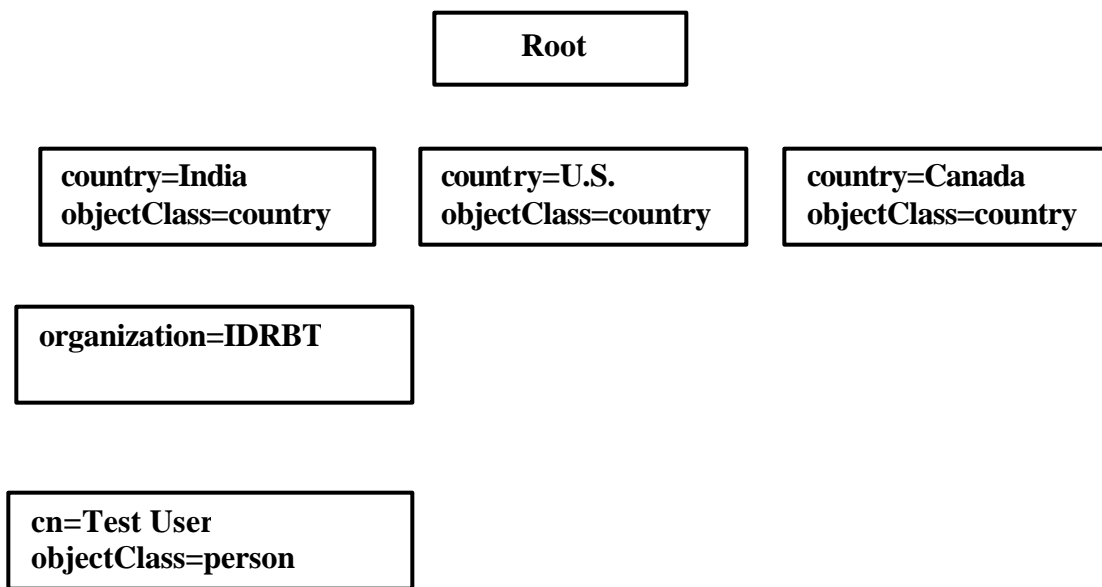 Root
country=India
objectClass=country
country=U.S.
objectClass=country
country=Canada
objectClass=country
organization=IDRBT
cn=Test User
objectClass=person